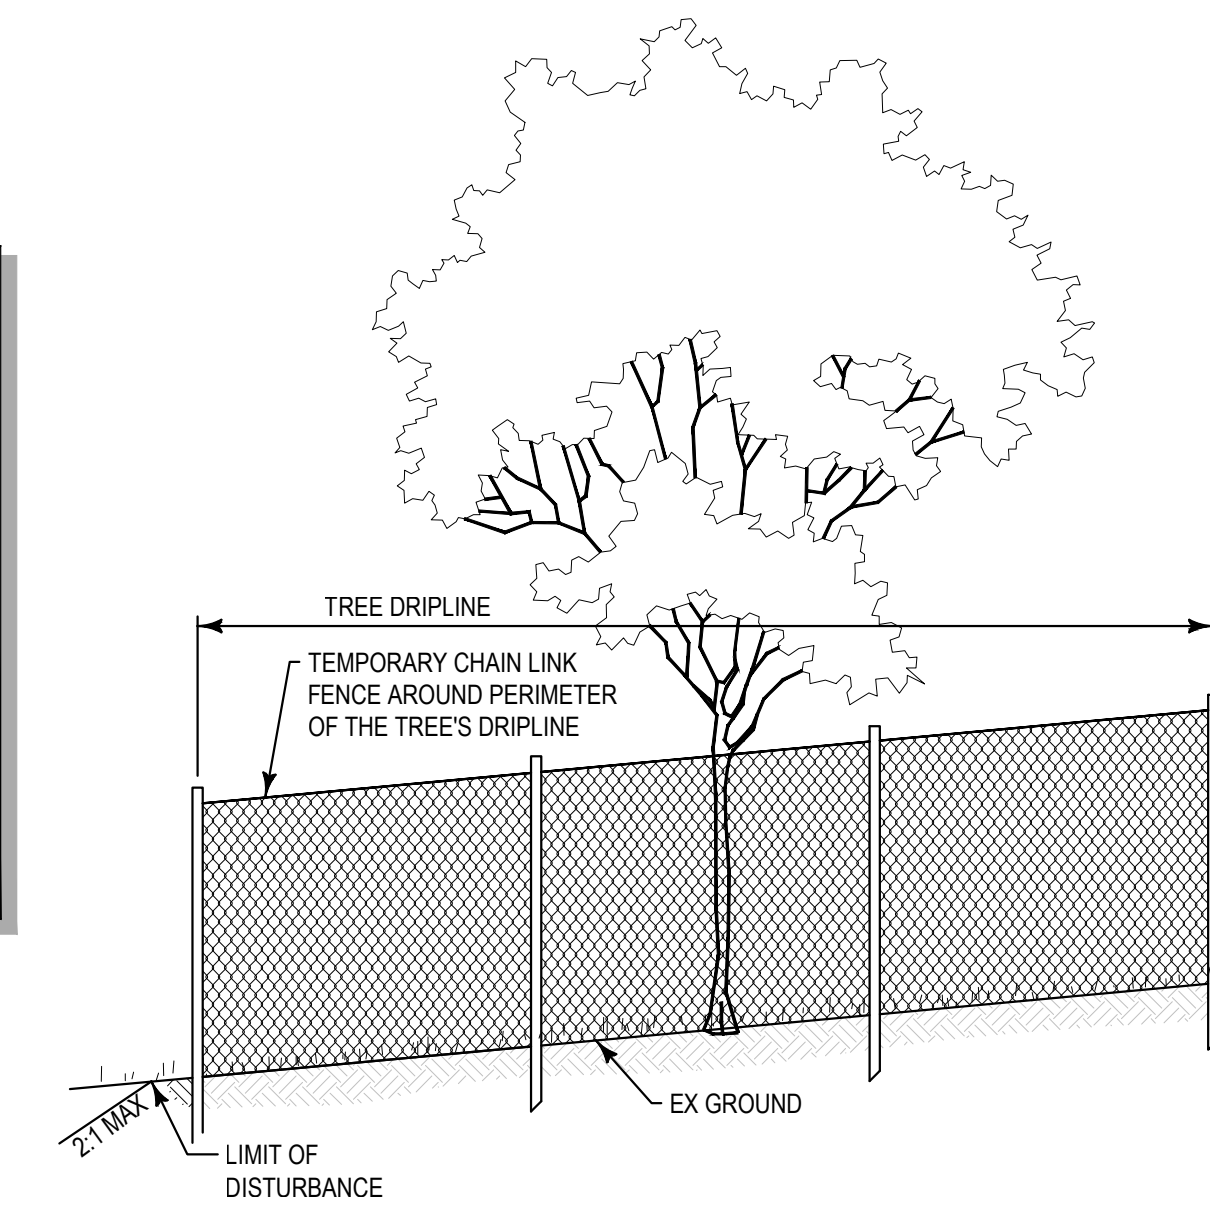 TREE DRIPLINE
TEMPORARY CHAIN LINK
FENCE AROUND PERIMETER
OF THE TREE'S DRIPLINE
EX GROUND
2:1 MAX
LIMIT OF
DISTURBANCE